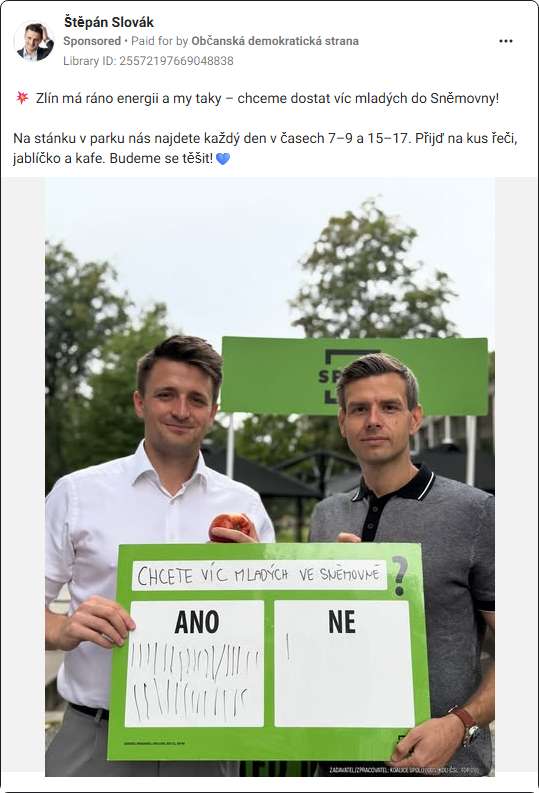 Štěpán Slovák
Sponsored • Paid for by Občanská demokratická strana
Library ID: 25572197669048838
💥 Zlín má ráno energii a my taky – chceme dostat víc mladých do Sněmovny!
Na stánku v parku nás najdete každý den v časech 7–9 a 15–17. Přijď na kus řeči,
jablíčko a kafe. Budeme se těšit!💙
CHCETE VÍC MLADÝCH VE SNĚMOVNĚ ?
ANO NE
ZADAVATEL/ZPRACOVATEL: KOALICE SPOLU